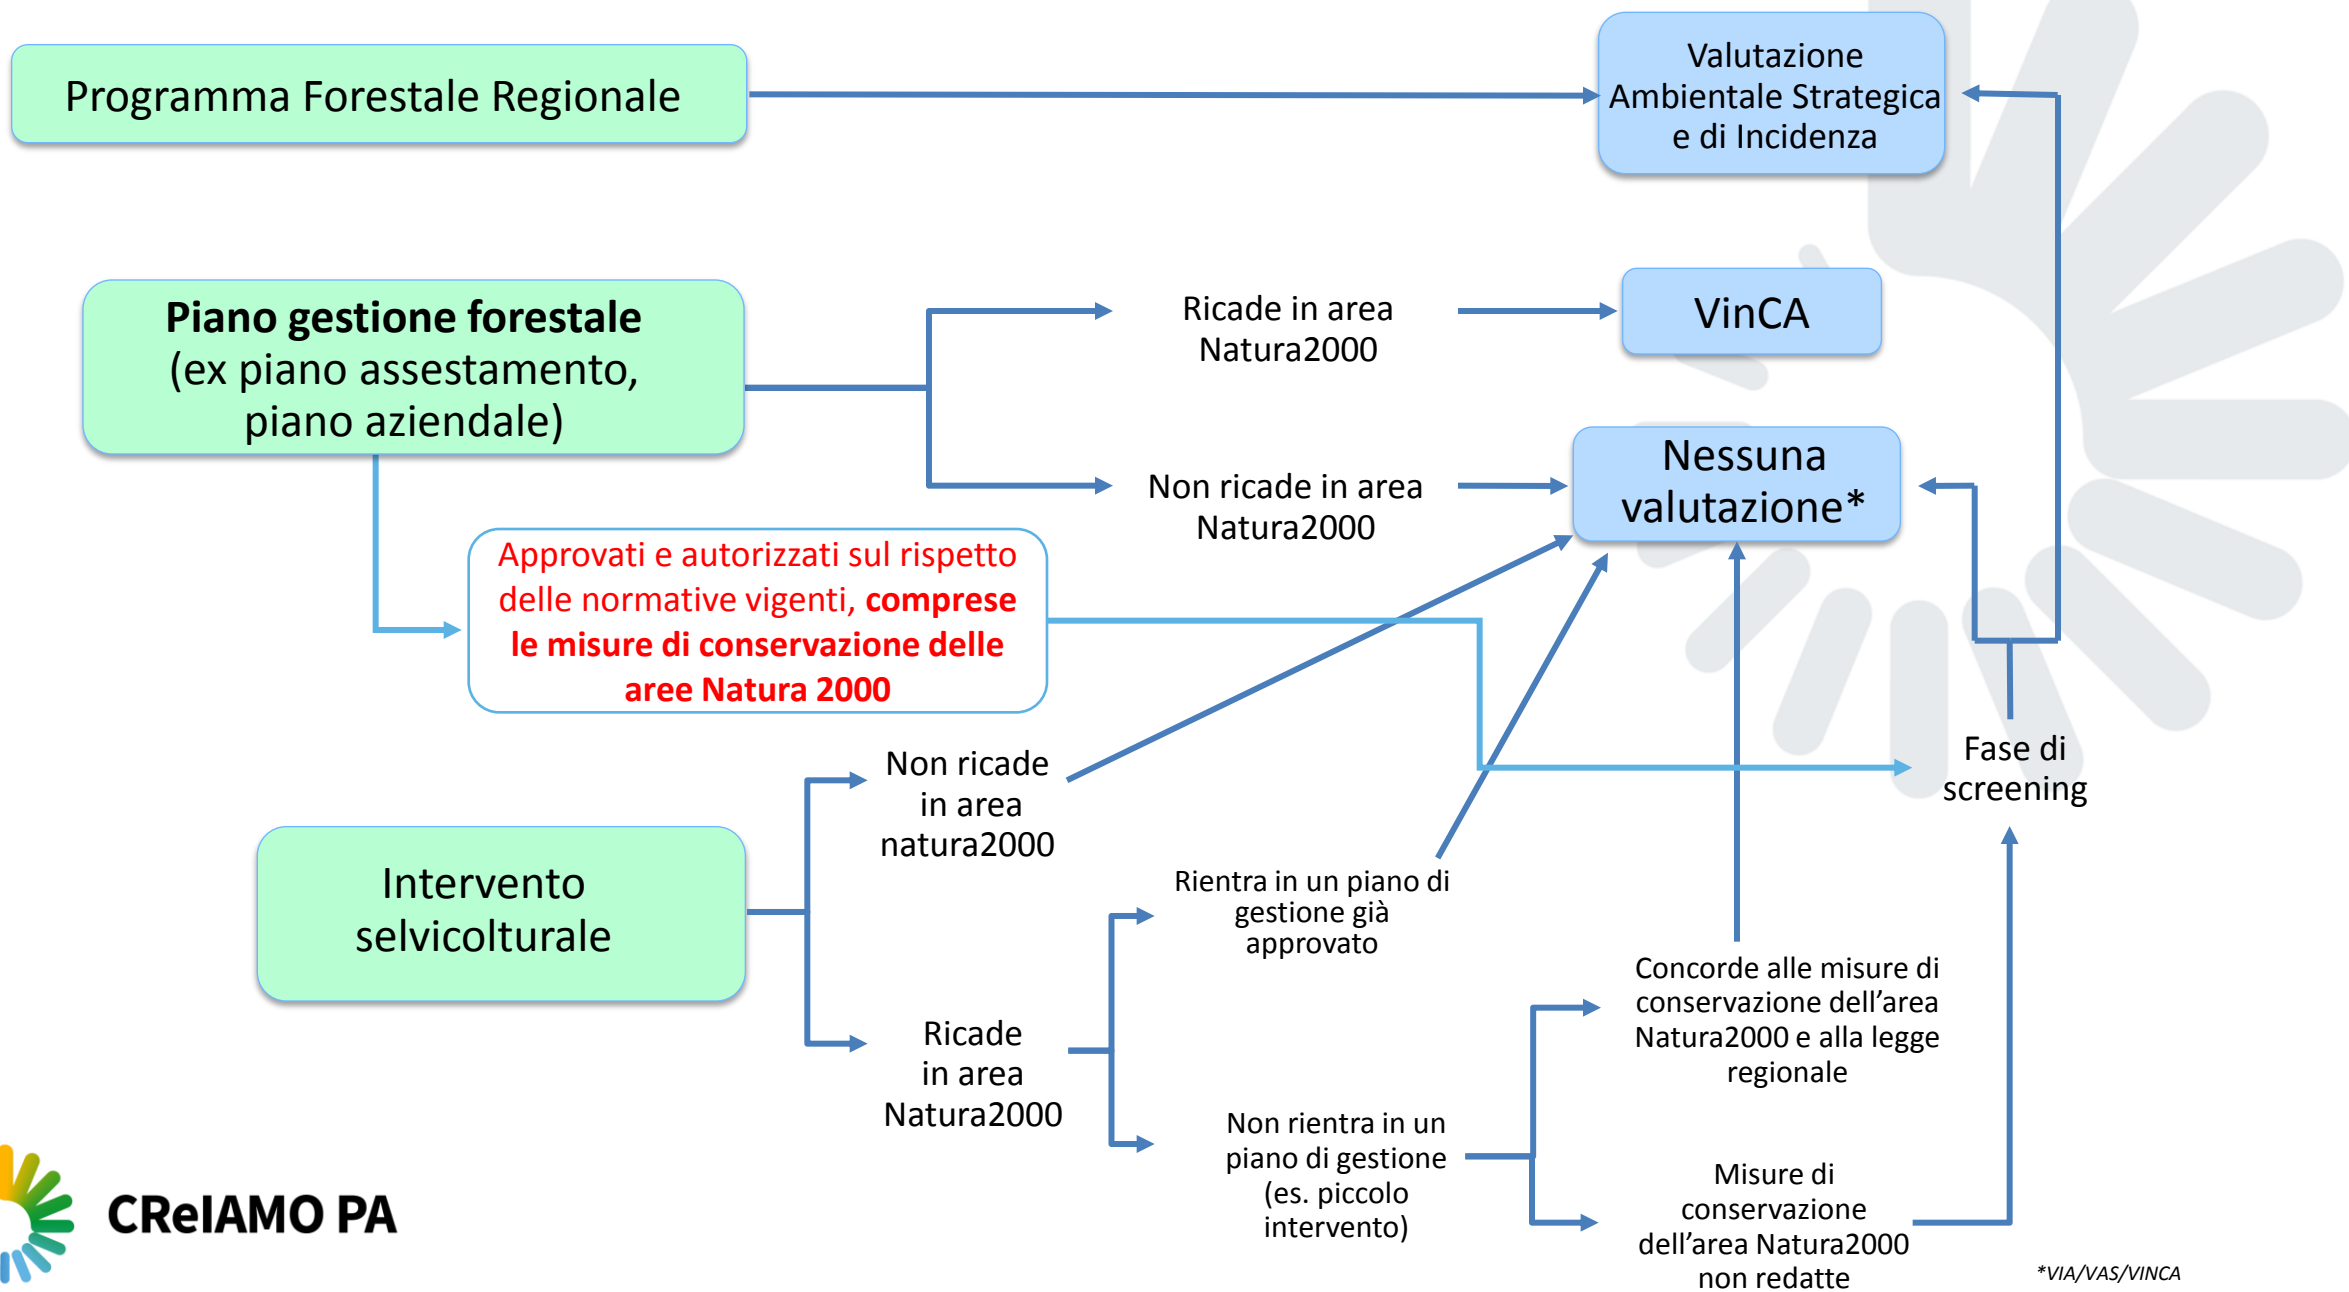 Programma Forestale Regionale
Valutazione
Ambientale Strategica
e di Incidenza
Piano gestione forestale
(ex piano assestamento,
piano aziendale)
Ricade in area
Natura2000
VinCA
Non ricade in area
Natura2000
Nessuna
valutazione*
Approvati e autorizzati sul rispetto
delle normative vigenti, comprese
le misure di conservazione delle
aree Natura 2000
Fase di
screening
Non ricade
in area
natura2000
Intervento
selvicolturale
Rientra in un piano di
gestione già
approvato
Ricade
in area
Natura2000
Concorde alle misure di
conservazione dell’area
Natura2000 e alla legge
regionale
Non rientra in un
piano di gestione
(es. piccolo
intervento)
Misure di
conservazione
dell’area Natura2000
non redatte
CReIAMO PA
*VIA/VAS/VINCA